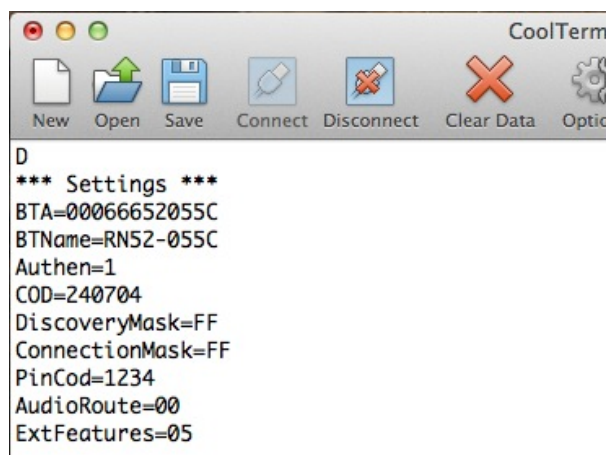 CoolTerm
New Open Save Connect Disconnect Clear Data
D
*** Settings ***
BTA=00066652055C
BTName=RN52-055C
Authen=1
COD=240704
DiscoveryMask=FF
ConnectionMask=FF
PinCod=1234
AudioRoute=00
ExtFeatures=05